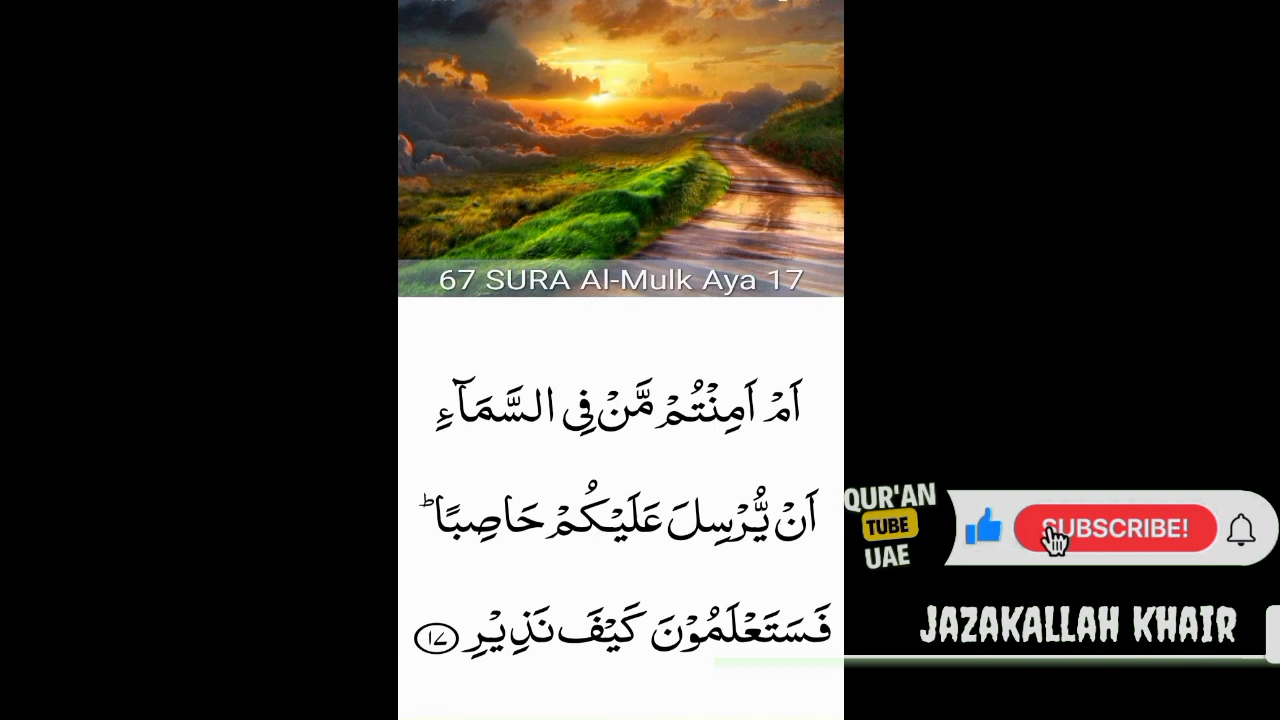 67 SURA Al-Mulk Aya 17
اَمْ اَمِنْتُمْ مَّنْ فِی السَّمَآءِ
اَنْ یُّرْسِلَ عَلَیْكُمْ حَاصِبًا ؕ
فَسَتَعْلَمُوْنَ كَیْفَ نَذِیْرِ ۝۱۷
QUR'AN
TUBE
UAE
SUBSCRIBE!
JAZAKALLAH KHAIR